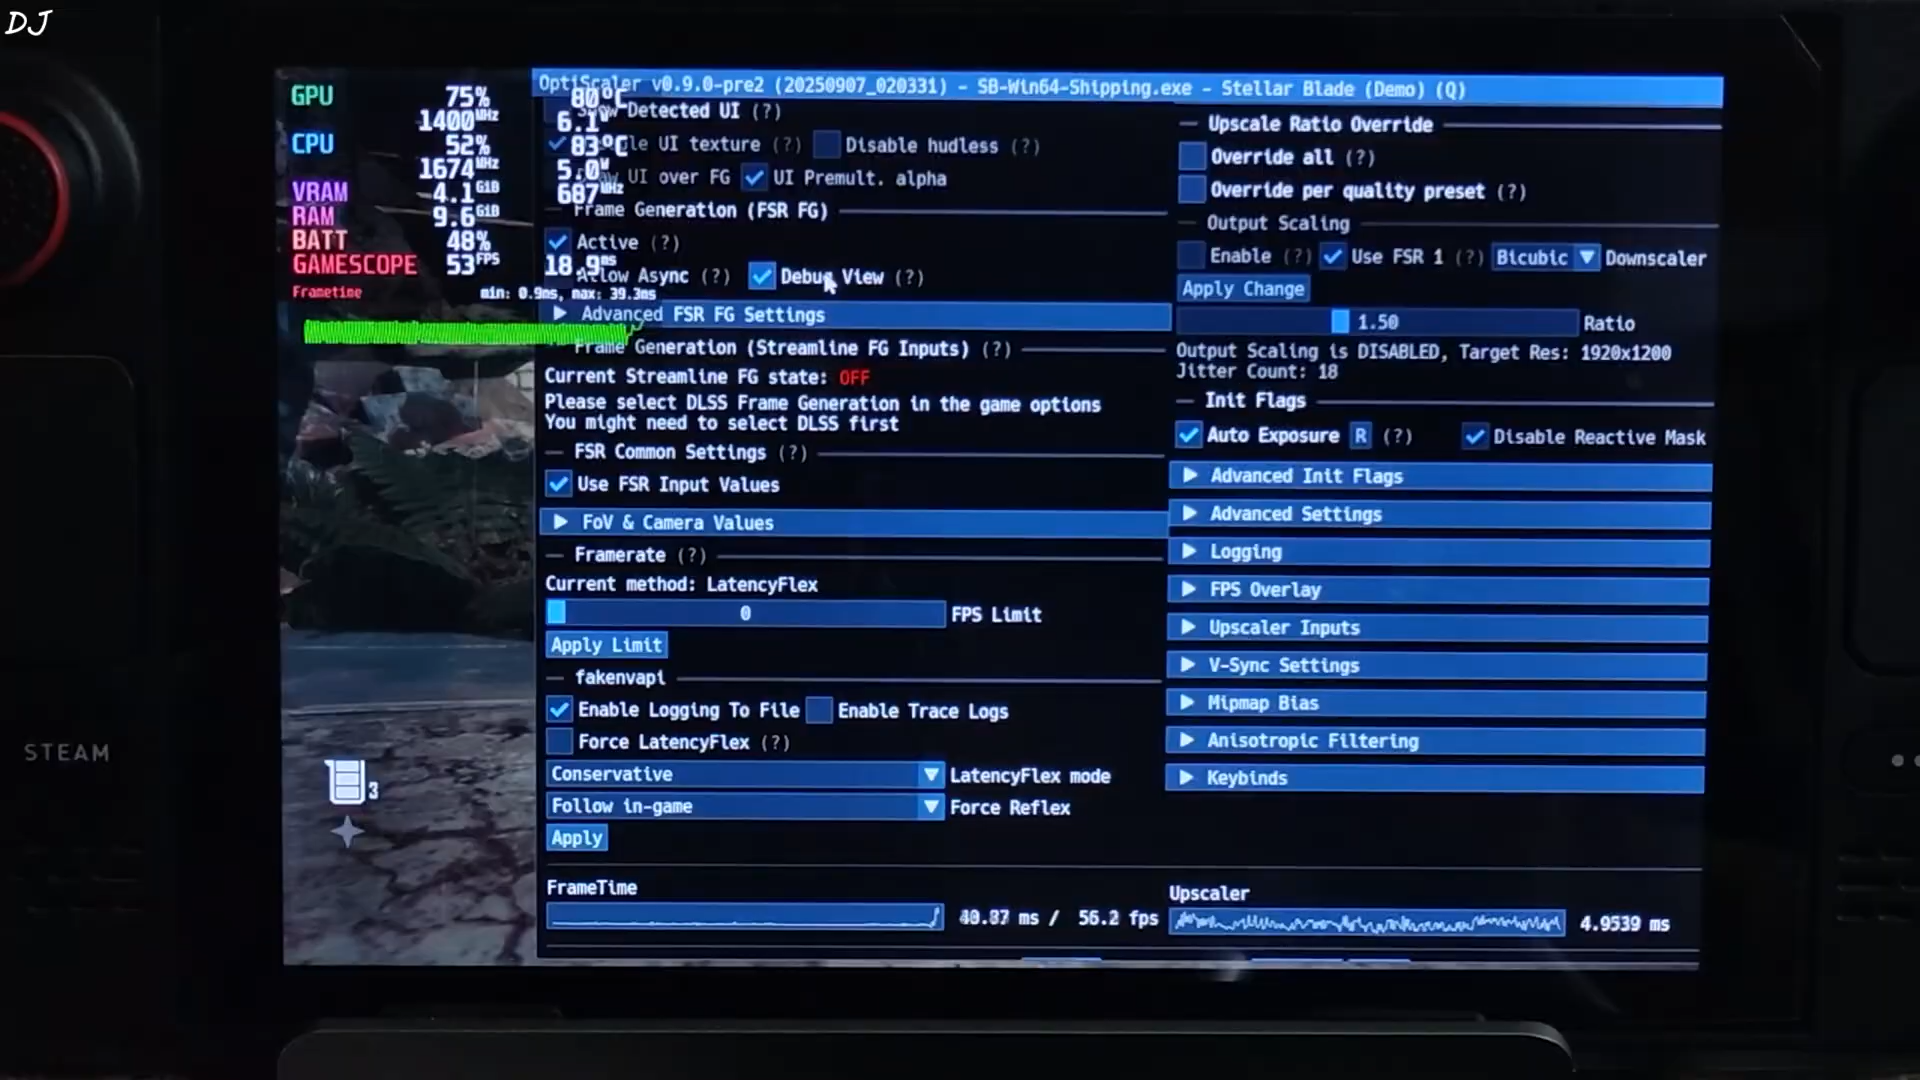 DJ
OptiScaler v0.9.0-pre2 (20250907_020331) - SB-Win64-Shipping.exe - Stellar Blade (Demo) (Q)
GPU 75% 80°C
1400MHz 6.1W
CPU 52% 83°C
1674MHz 5.0W
VRAM 4.1GiB 687MHz
RAM 9.6GiB
BATT 48%
GAMESCOPE 53FPS 18.9ms
Frametime min: 0.9ms, max: 39.3ms
Detected UI (?)
UI texture (?) Disable hudless (?)
UI over FG UI Premult. alpha
Frame Generation (FSR FG)
Active (?)
Allow Async (?) Debug View (?)
Advanced FSR FG Settings
Frame Generation (Streamline FG Inputs) (?)
Current Streamline FG state: OFF
Please select DLSS Frame Generation in the game options
You might need to select DLSS first
FSR Common Settings (?)
Use FSR Input Values
FoV & Camera Values
Framerate (?)
Current method: LatencyFlex
0 FPS Limit
Apply Limit
fakenvapi
Enable Logging To File Enable Trace Logs
Force LatencyFlex (?)
Conservative LatencyFlex mode
Follow in-game Force Reflex
Apply
FrameTime
ms / 56.2 fps
Upscale Ratio Override
Override all (?)
Override per quality preset (?)
Output Scaling
Enable (?) Use FSR 1 (?) Bicubic Downscaler
Apply Change
1.50 Ratio
Output Scaling is DISABLED, Target Res: 1920x1200
Jitter Count: 18
Init Flags
Auto Exposure R (?) Disable Reactive Mask
Advanced Init Flags
Advanced Settings
Logging
FPS Overlay
Upscaler Inputs
V-Sync Settings
Mipmap Bias
Anisotropic Filtering
Keybinds
Upscaler
4.9539 ms
3
STEAM